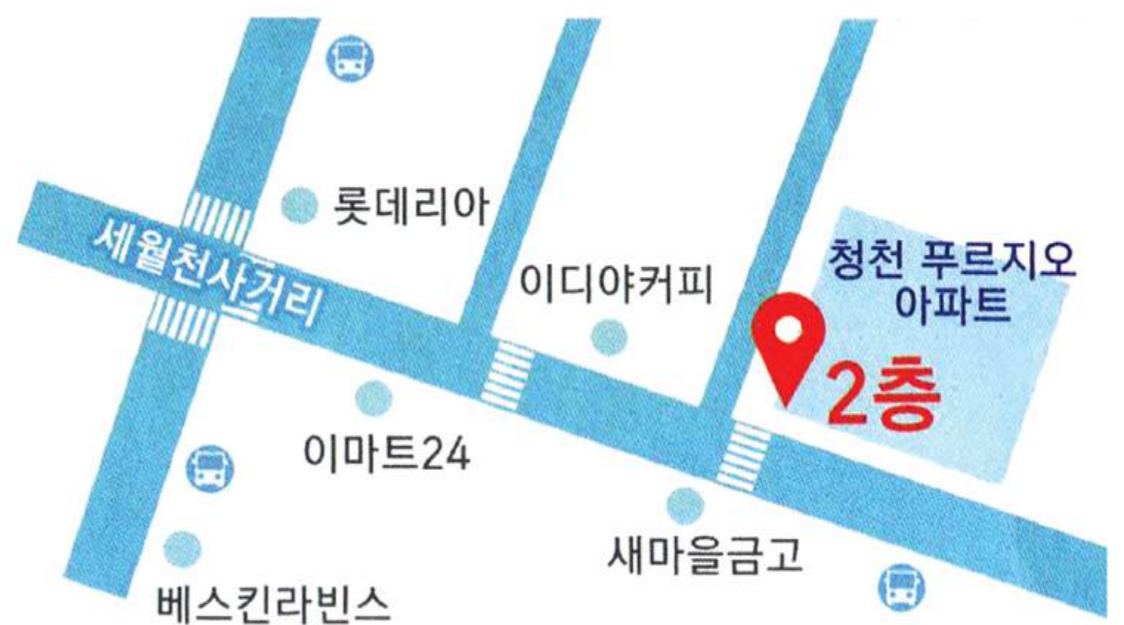 롯데리아
세월천사거리
이디야커피
청천 푸르지오
아파트
2층
이마트24
새마을금고
베스킨라빈스